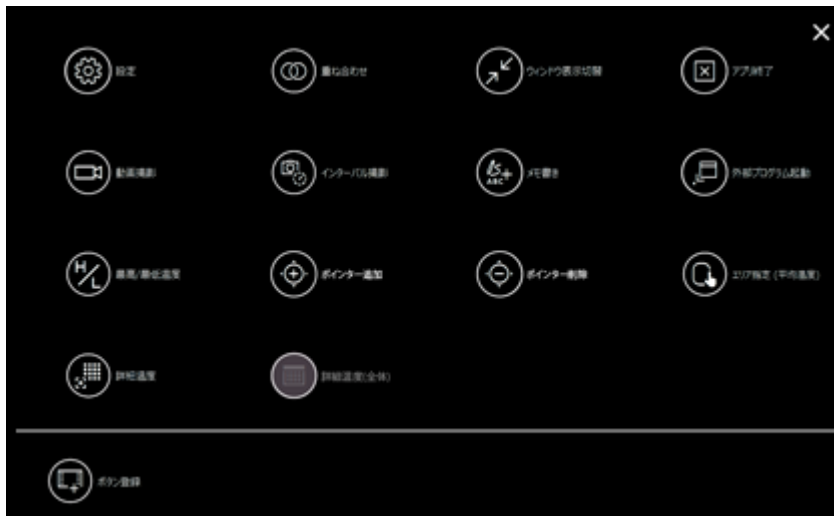 設定 重ね合わせ ウィンドウ表示切替 アプリ終了
動画撮影 インターバル撮影 メモ書き 外部プログラム起動
ABC
H/L 最高/最低温度 ポインター追加 ポインター削除 エリア指定 (平均温度)
詳細温度 詳細温度(全体)
ボタン登録